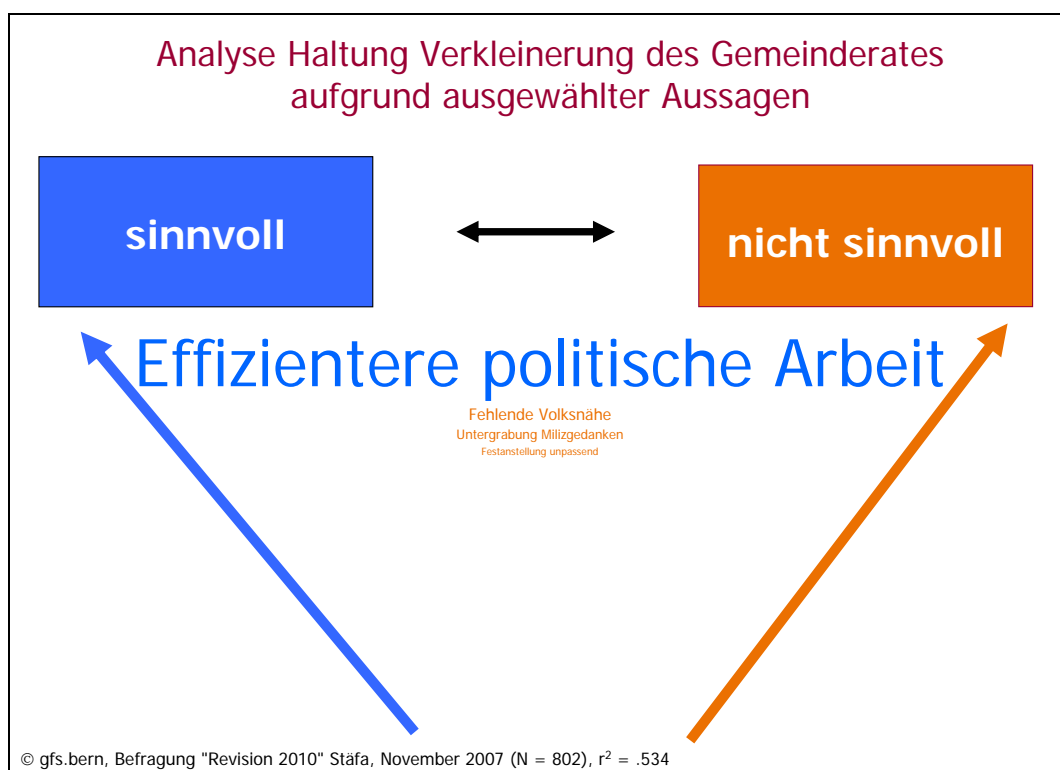 Analyse Haltung Verkleinerung des Gemeinderates
aufgrund ausgewählter Aussagen
sinnvoll
nicht sinnvoll
Effizientere politische Arbeit
Fehlende Volksnähe
Untergrabung Milizgedanken
Festanstellung unpassend
© gfs.bern, Befragung "Revision 2010" Stäfa, November 2007 (N = 802), r² = .534